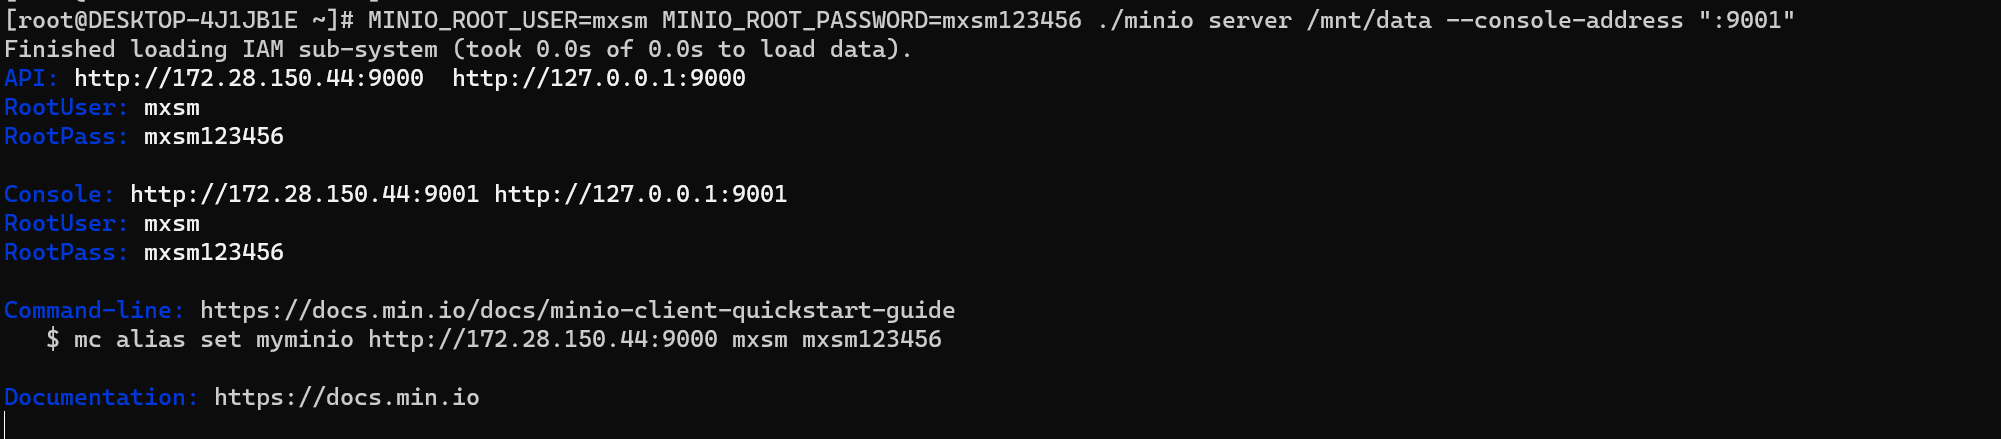 [root@DESKTOP-4J1JB1E ~]# MINIO_ROOT_USER=mxsm MINIO_ROOT_PASSWORD=mxsm123456 ./minio server /mnt/data --console-address ":9001"
Finished loading IAM sub-system (took 0.0s of 0.0s to load data).
API: http://172.28.150.44:9000  http://127.0.0.1:9000
RootUser: mxsm
RootPass: mxsm123456
Console: http://172.28.150.44:9001 http://127.0.0.1:9001
RootUser: mxsm
RootPass: mxsm123456
Command-line: https://docs.min.io/docs/minio-client-quickstart-guide
   $ mc alias set myminio http://172.28.150.44:9000 mxsm mxsm123456
Documentation: https://docs.min.io